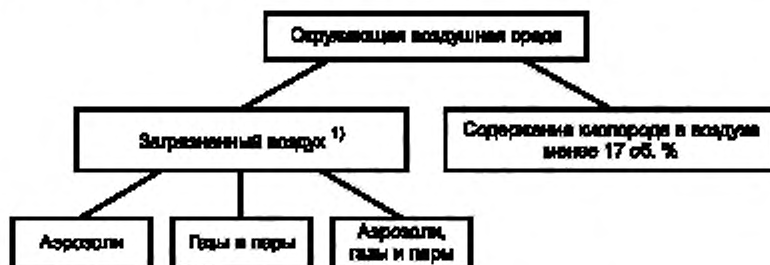 Окружающая воздушная среда
Загрязненный воздух 1)
Содержание кислорода в воздухе
менее 17 об. %
Аэрозоли
Газы и пары
Аэрозоли,
газы и пары